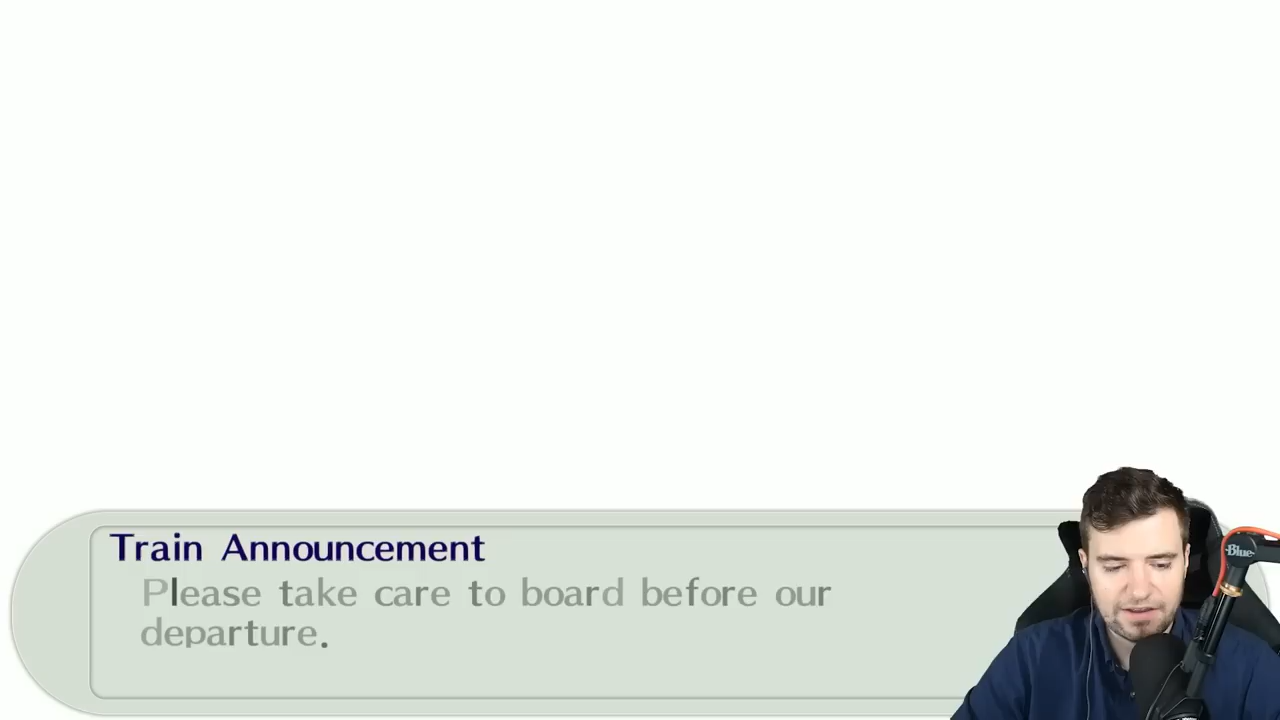 Train Announcement
Please take care to board before our
departure.
Blue